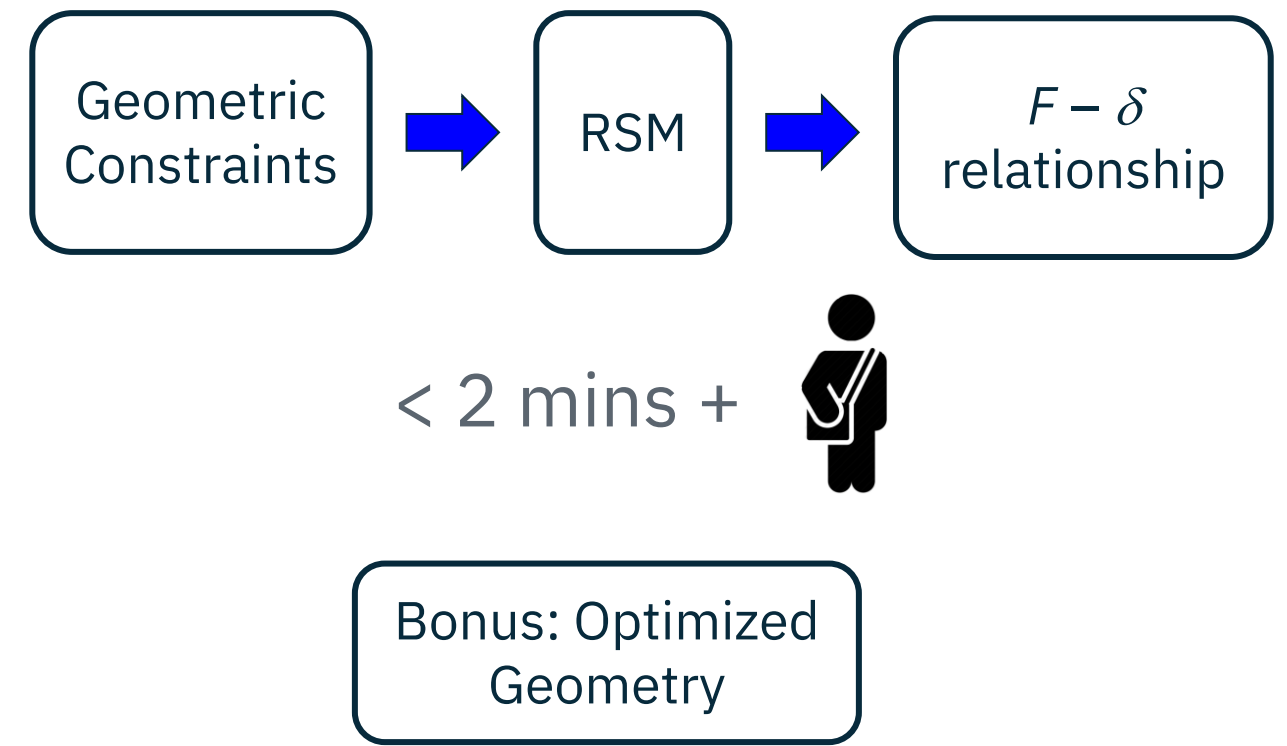 Geometric
Constraints
RSM
F – δ
relationship
< 2 mins +
Bonus: Optimized
Geometry